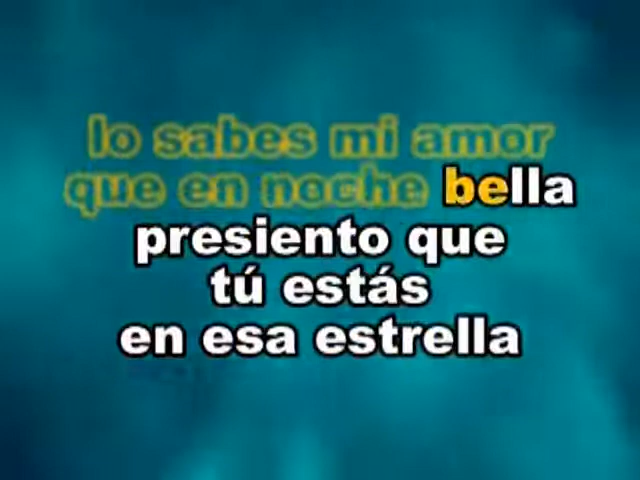 lo sabes mi amor
que en noche bella
presiento que
tú estás
en esa estrella